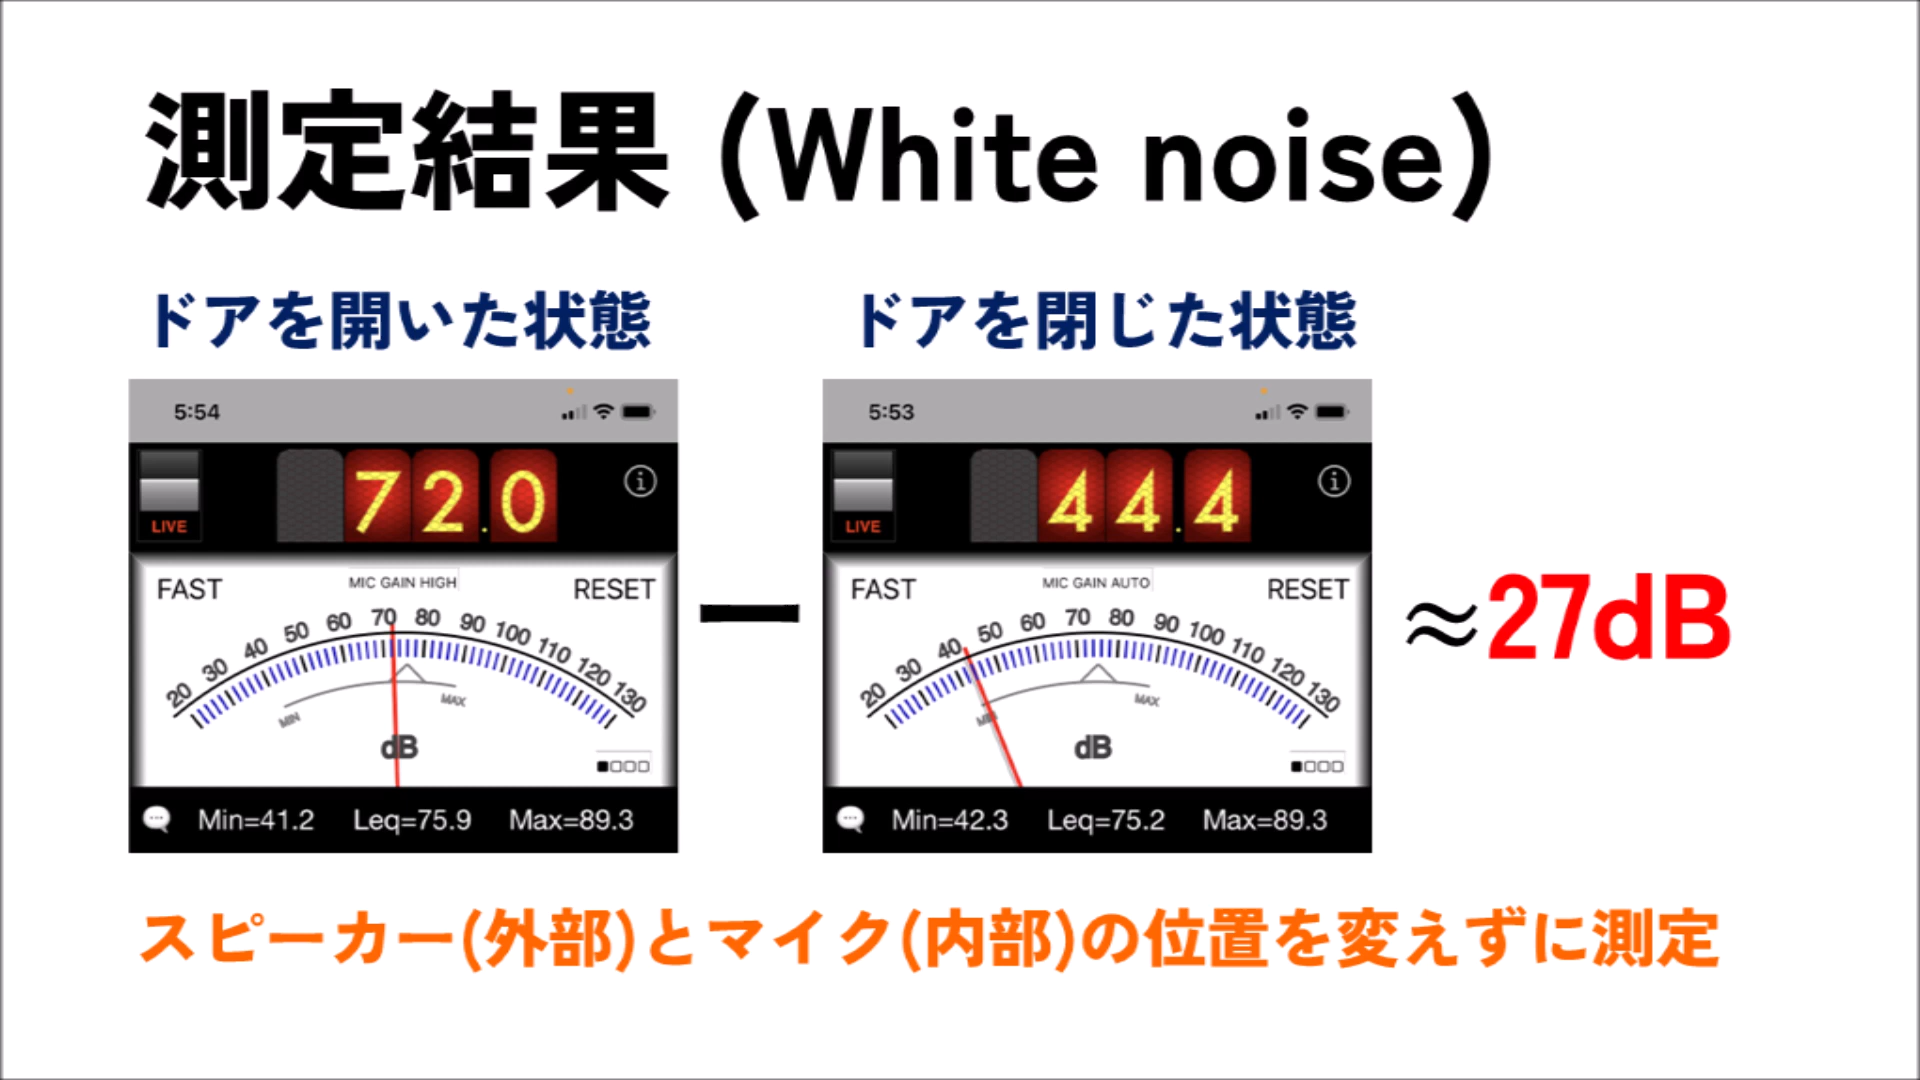 測定結果 (White noise)
ドアを開いた状態
ドアを閉じた状態
5:54
72.0
LIVE
FAST
MIC GAIN HIGH
RESET
20 30 40 50 60 70 80 90 100 110 120 130
MIN
MAX
dB
Min=41.2 Leq=75.9 Max=89.3
ー
5:53
44.4
LIVE
FAST
MIC GAIN AUTO
RESET
20 30 40 50 60 70 80 90 100 110 120 130
MIN
MAX
dB
Min=42.3 Leq=75.2 Max=89.3
≈27dB
スピーカー(外部)とマイク(内部)の位置を変えずに測定